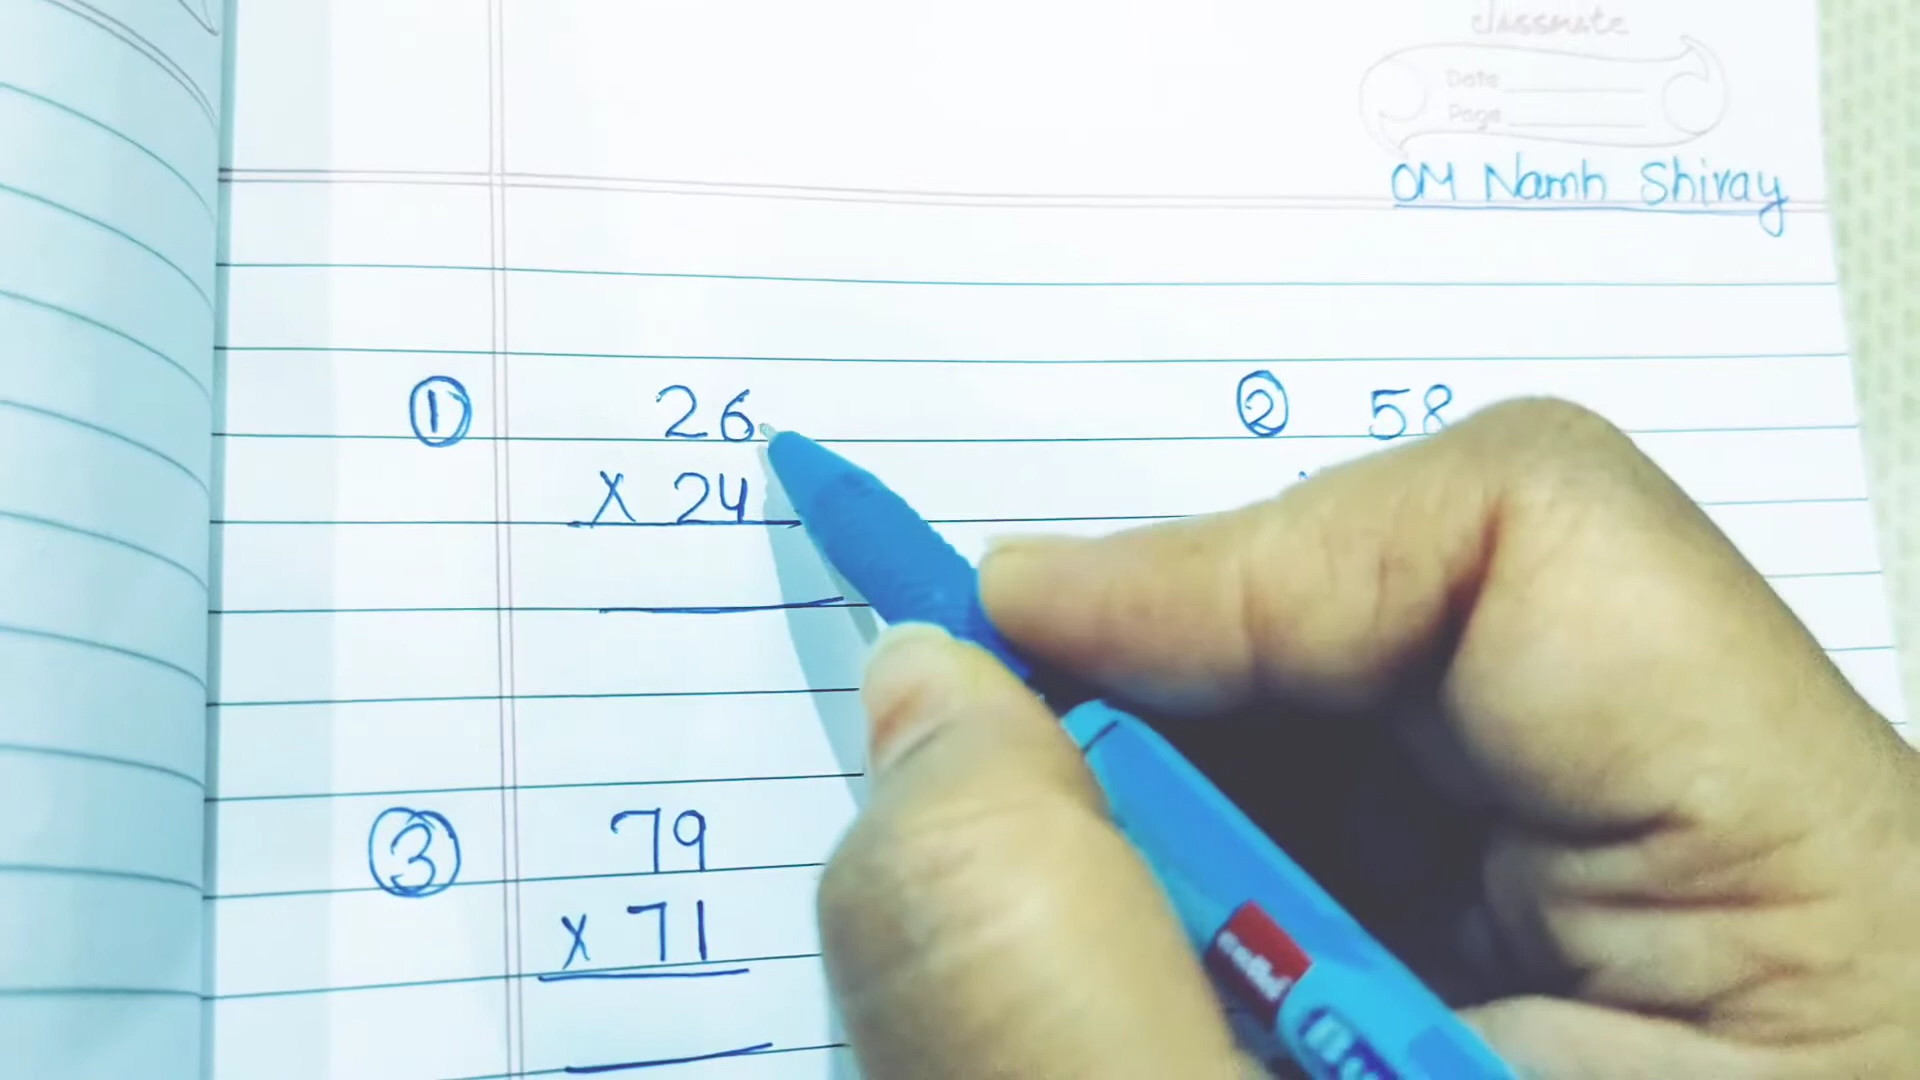 classmate
Date
Page
OM Namh Shivay
① 26
② 58
X 24
③ 79
X 71